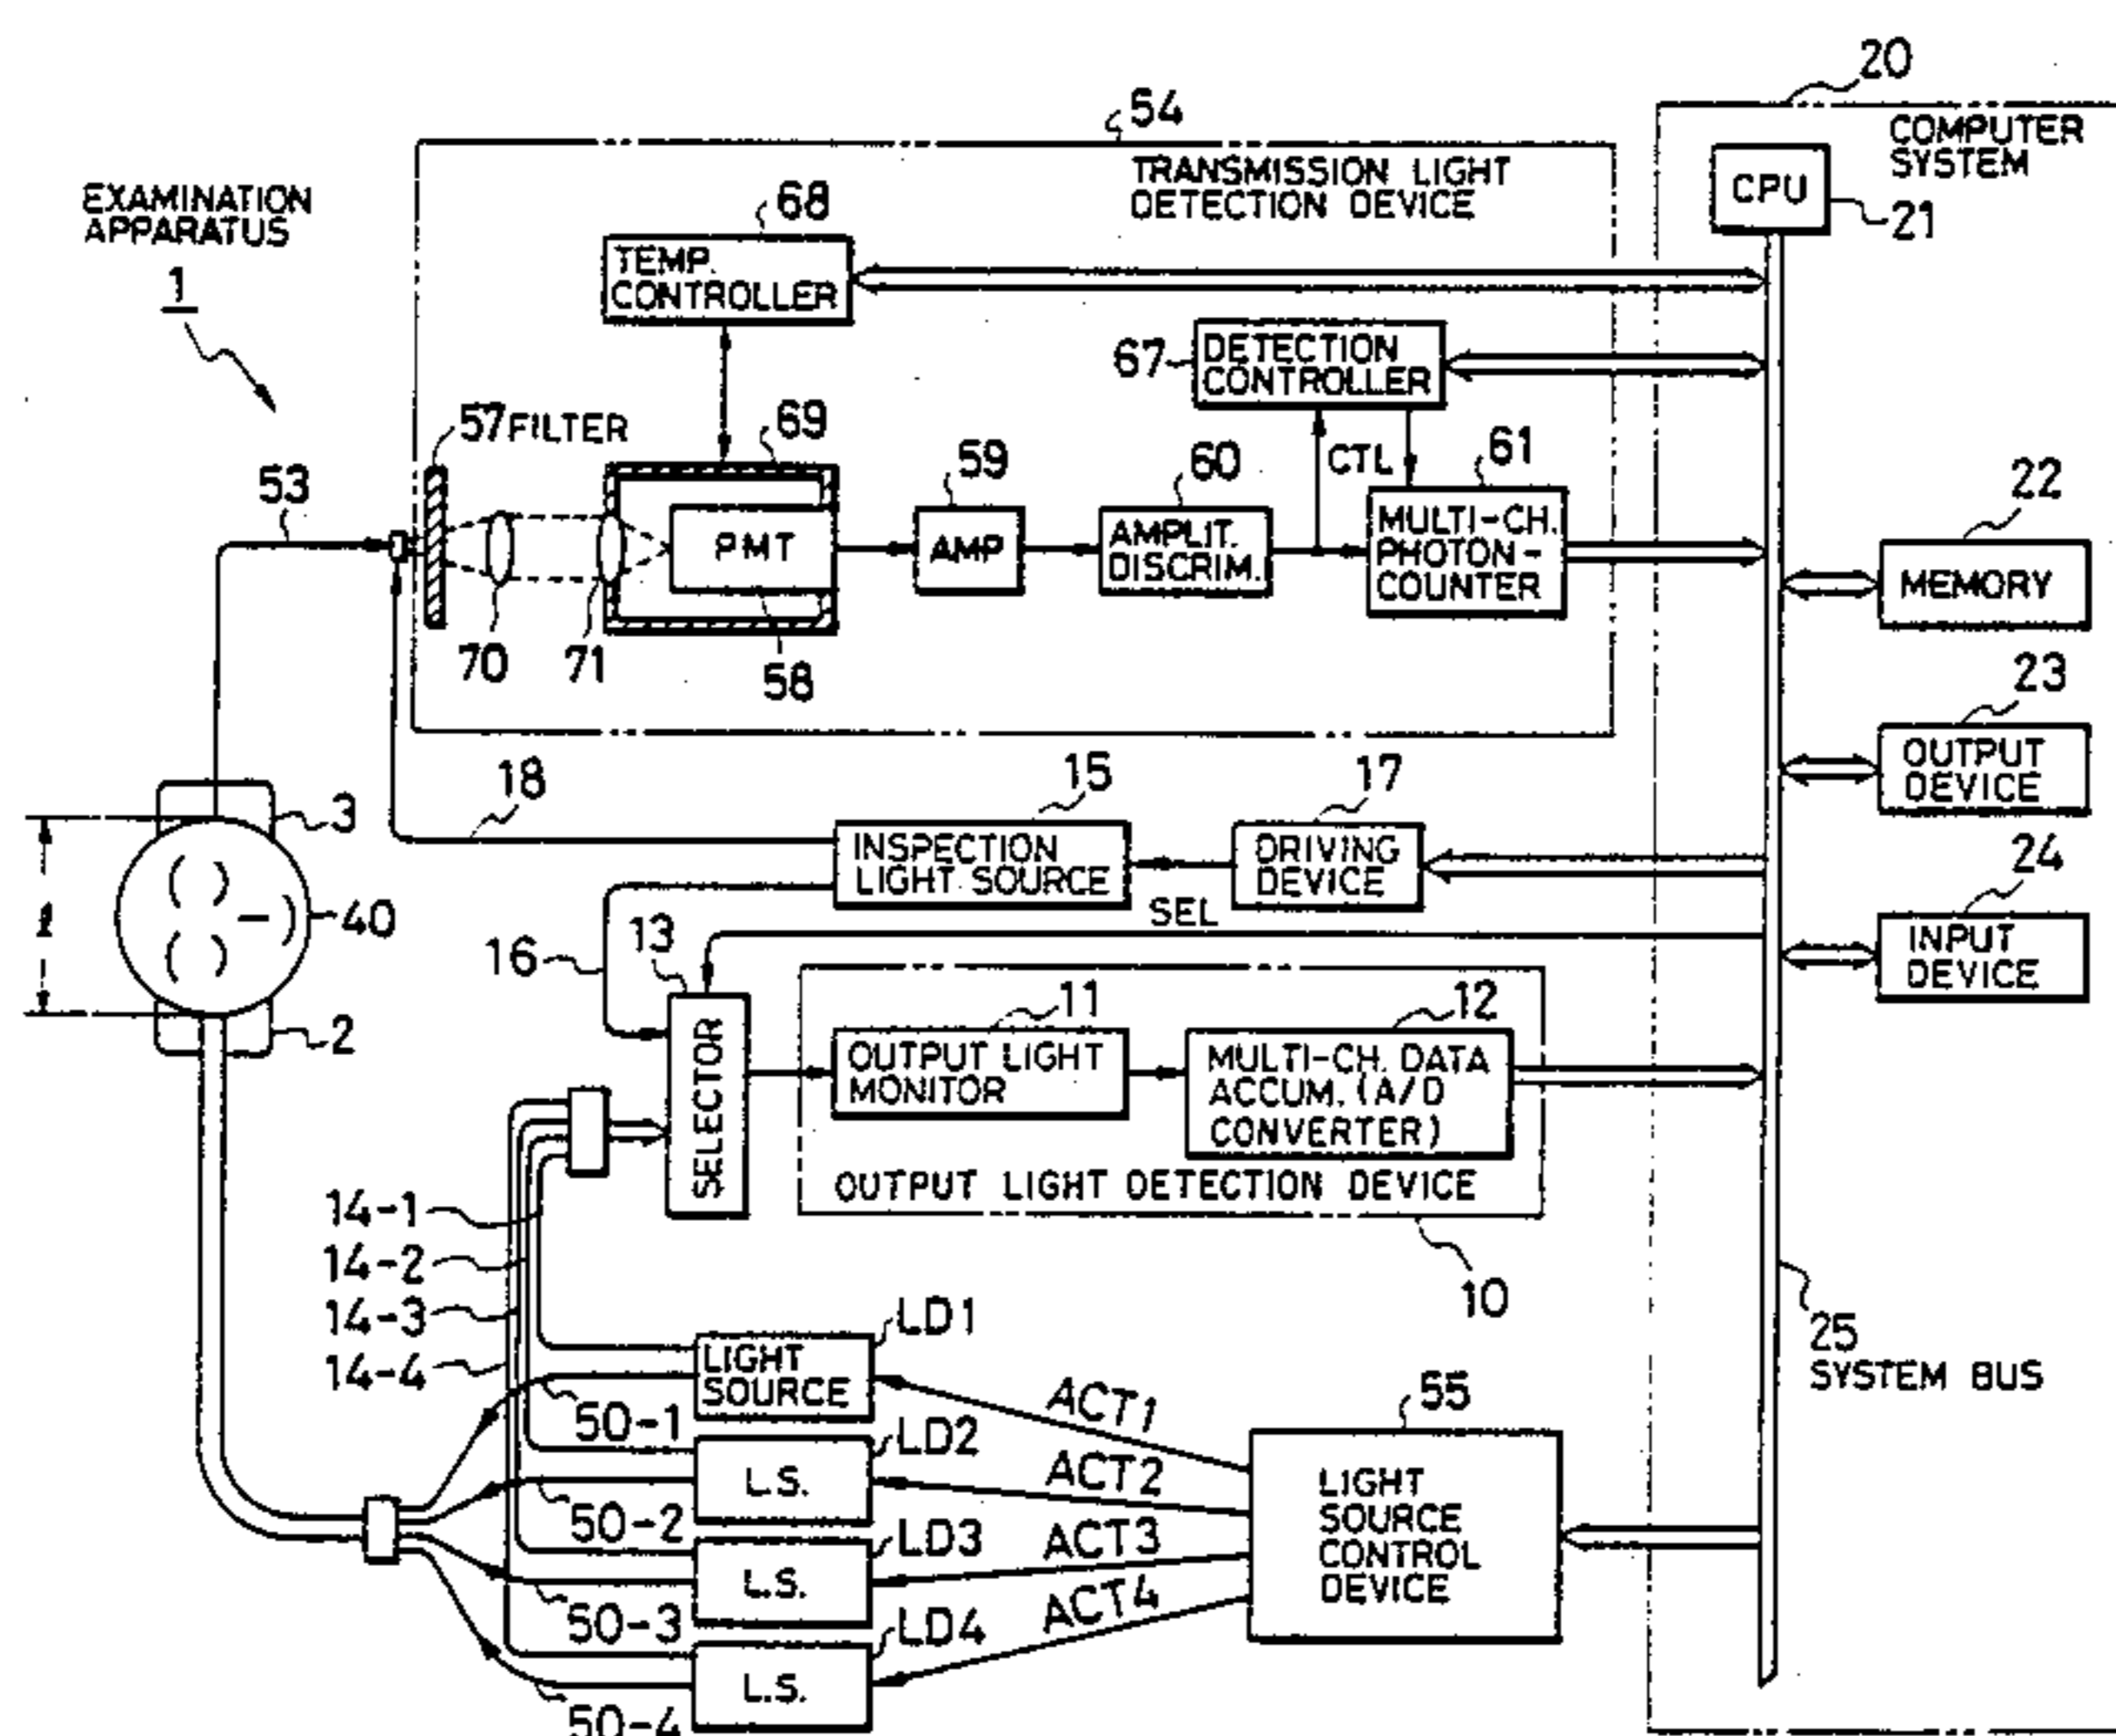 20
COMPUTER
SYSTEM
CPU
21
54
TRANSMISSION LIGHT
DETECTION DEVICE
EXAMINATION
APPARATUS
1
68
TEMP.
CONTROLLER
67
DETECTION
CONTROLLER
CTL
57 FILTER
69
59
60
61
53
PMT
AMP
AMPLIT.
DISCRIM.
MULTI-CH.
PHOTON-
COUNTER
70
71
58
22
MEMORY
23
OUTPUT
DEVICE
24
INPUT
DEVICE
18
15
17
INSPECTION
LIGHT SOURCE
DRIVING
DEVICE
SEL
3
40
2
16
13
SELECTOR
11
OUTPUT LIGHT
MONITOR
12
MULTI-CH. DATA
ACCUM. (A/D
CONVERTER)
OUTPUT LIGHT DETECTION DEVICE
10
14-1
14-2
14-3
14-4
LD1
LIGHT
SOURCE
50-1
LD2
L.S.
50-2
LD3
L.S.
50-3
LD4
L.S.
50-4
ACT1
ACT2
ACT3
ACT4
55
LIGHT
SOURCE
CONTROL
DEVICE
25
SYSTEM BUS